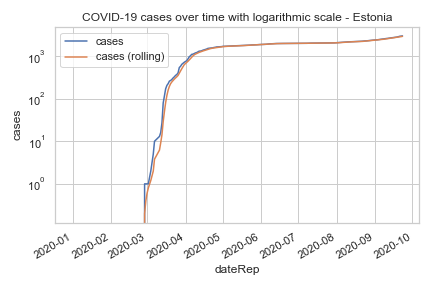 COVID-19 cases over time with logarithmic scale - Estonia
cases
cases (rolling)
cases
10³
10²
10¹
10⁰
2020-01
2020-02
2020-03
2020-04
2020-05
2020-06
2020-07
2020-08
2020-09
2020-10
dateRep